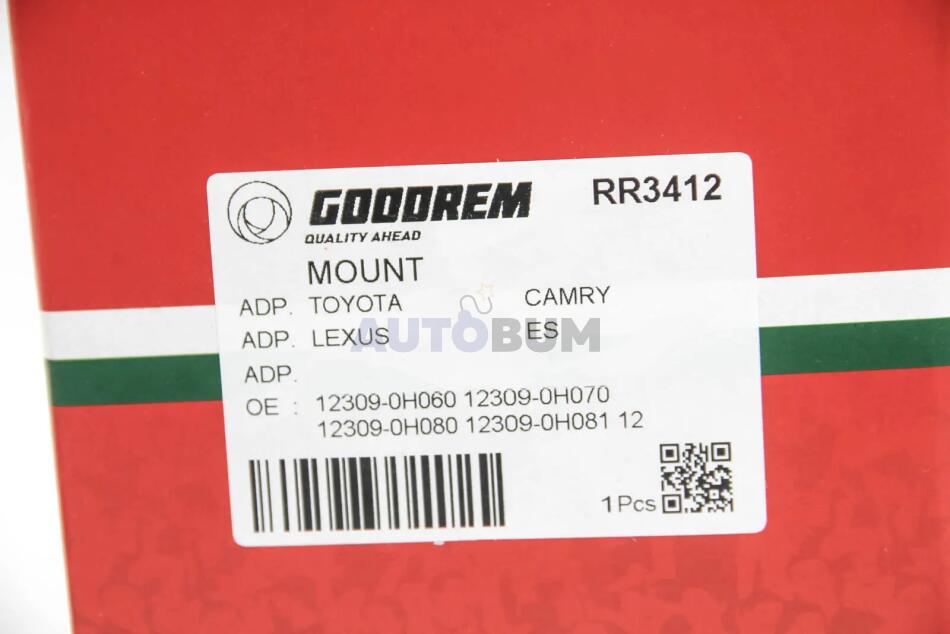 GOODREM RR3412
QUALITY AHEAD
MOUNT
ADP. TOYOTA CAMRY
ADP. LEXUS ES
AUTOBUM
ADP.
OE : 12309-0H060 12309-0H070
12309-0H080 12309-0H081 12
1Pcs